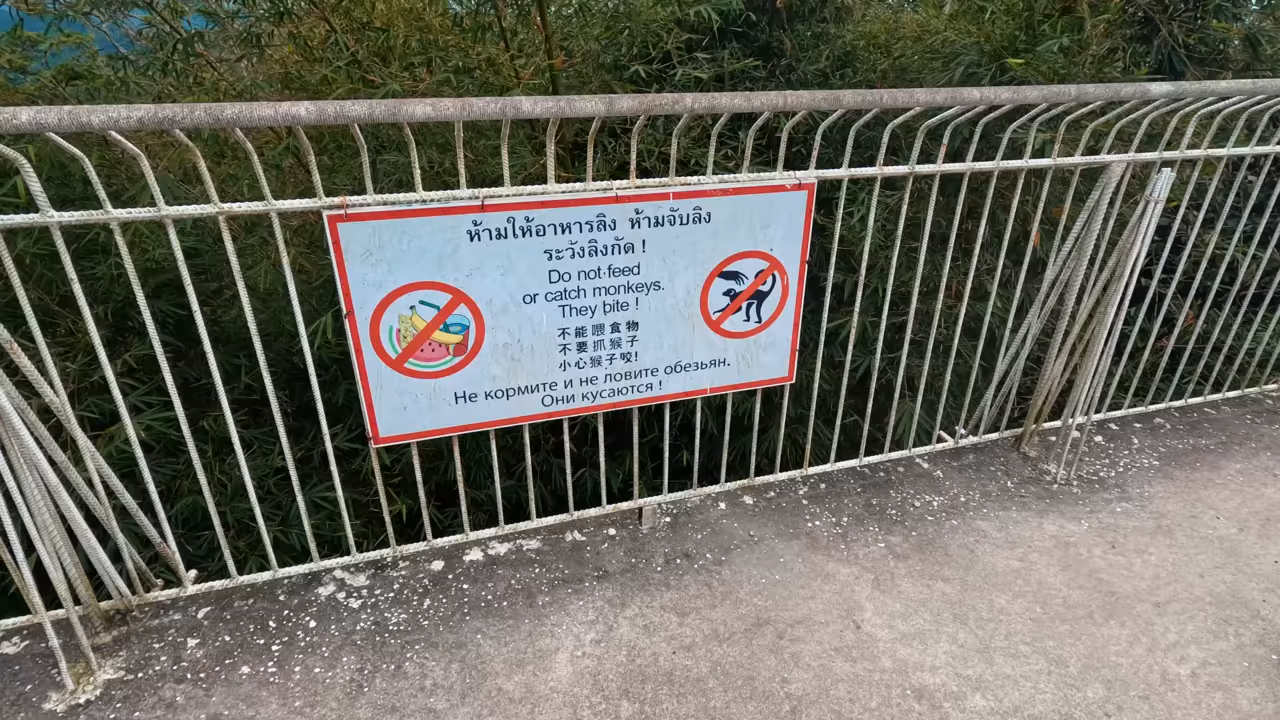 ห้ามให้อาหารลิง ห้ามจับลิง
ระวังลิงกัด !
Do not feed
or catch monkeys.
They bite !
不能喂食物
不要抓猴子
小心猴子咬!
Не кормите и не ловите обезьян.
Они кусаются !